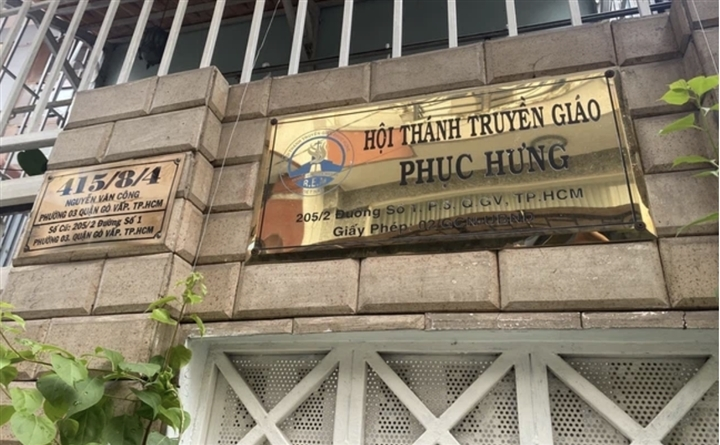 415/8/4
NGUYỄN VĂN CÔNG
PHƯỜNG 03. QUẬN GÒ VẤP. TP.HCM
Số Cũ: 205/2 Đường Số 1
PHƯỜNG 03. QUẬN GÒ VẤP. TP.HCM
HỘI THÁNH TRUYỀN GIÁO
PHỤC HƯNG
205/2 Đường Số 1, P.3, Q.GV, TP.HCM
Giấy Phép: